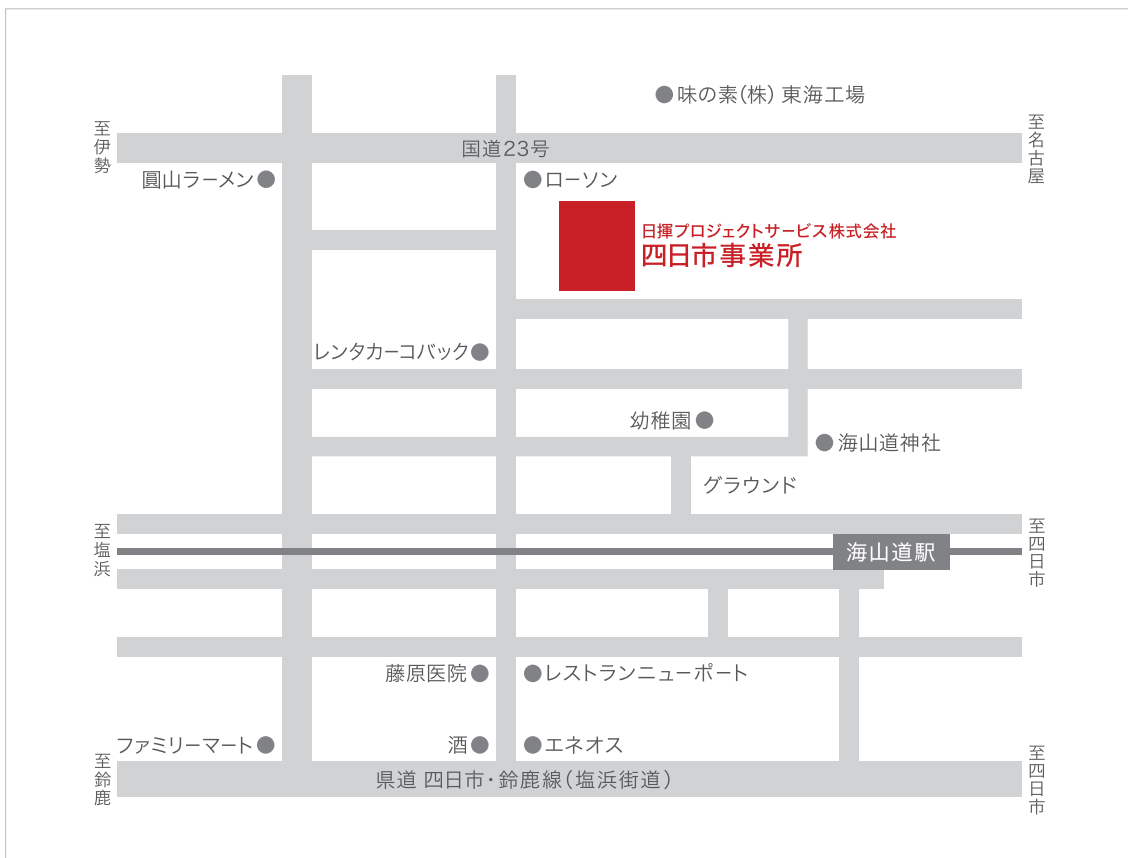 味の素(株) 東海工場
至伊勢
国道23号
至名古屋
圓山ラーメン
ローソン
日揮プロジェクトサービス株式会社
四日市事業所
レンタカーコバック
幼稚園
海山道神社
グラウンド
至塩浜
海山道駅
至四日市
藤原医院
レストランニューポート
ファミリーマート
酒
エネオス
至鈴鹿
県道 四日市・鈴鹿線(塩浜街道)
至四日市